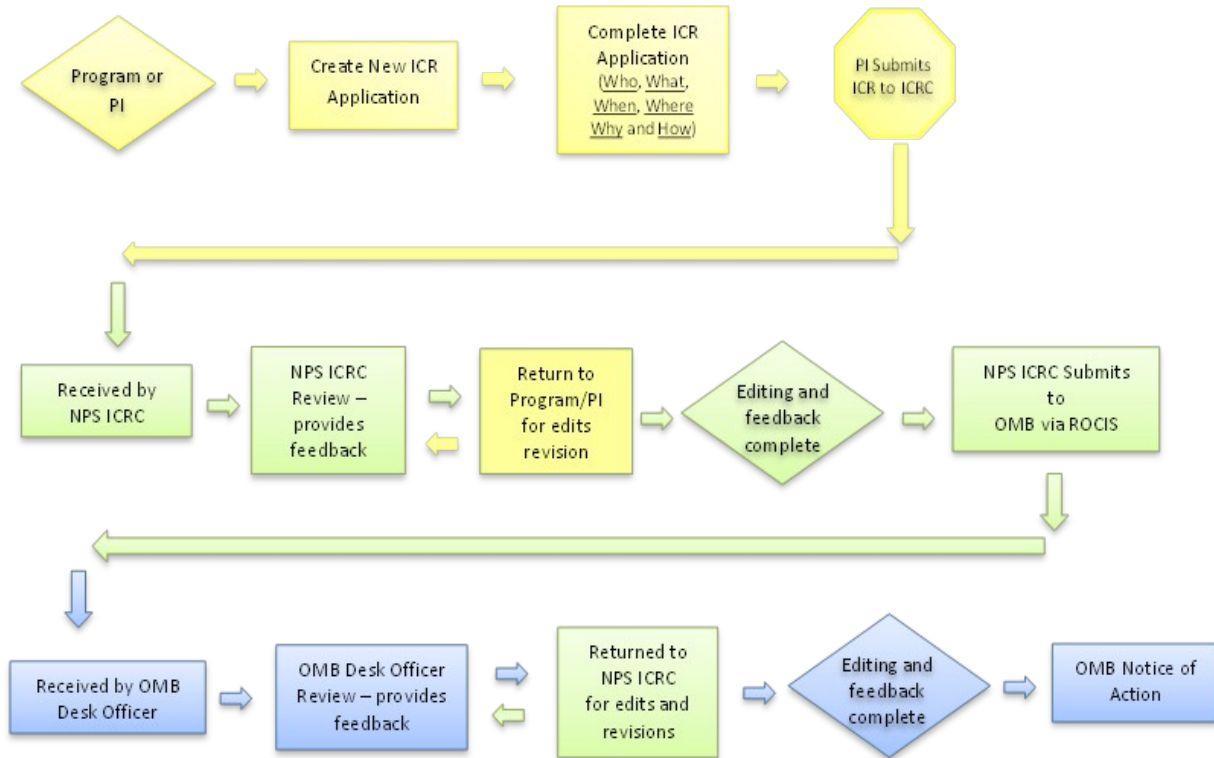 Program or
PI
Create New ICR
Application
Complete ICR
Application
(Who, What,
When, Where
Why and How)
PI Submits
ICR to ICRC
Received by
NPS ICRC
NPS ICRC
Review –
provides
feedback
Return to
Program/PI
for edits
revision
Editing and
feedback
complete
NPS ICRC Submits
to
OMB via ROCIS
Received by OMB
Desk Officer
OMB Desk Officer
Review – provides
feedback
Returned to
NPS ICRC
for edits and
revisions
Editing and
feedback
complete
OMB Notice of
Action